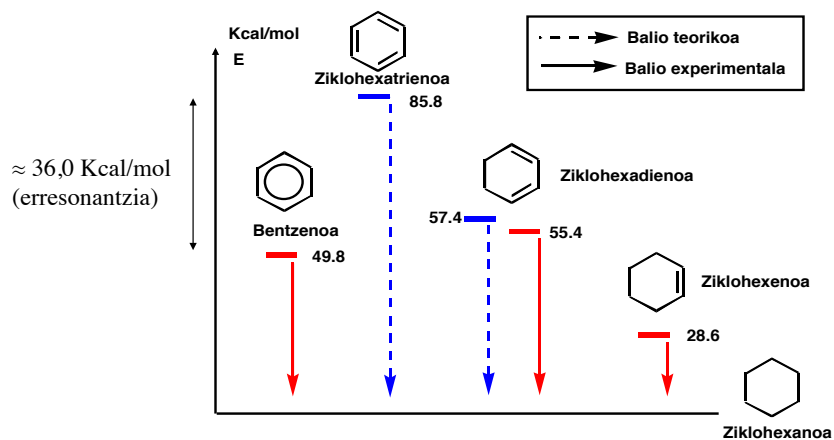 Kcal/mol
E
Balio teorikoa
Balio experimentala
Ziklohexatrienoa
85.8
≈ 36,0 Kcal/mol
(erresonantzia)
Bentzenoa
49.8
Ziklohexadienoa
57.4
55.4
Ziklohexenoa
28.6
Ziklohexanoa